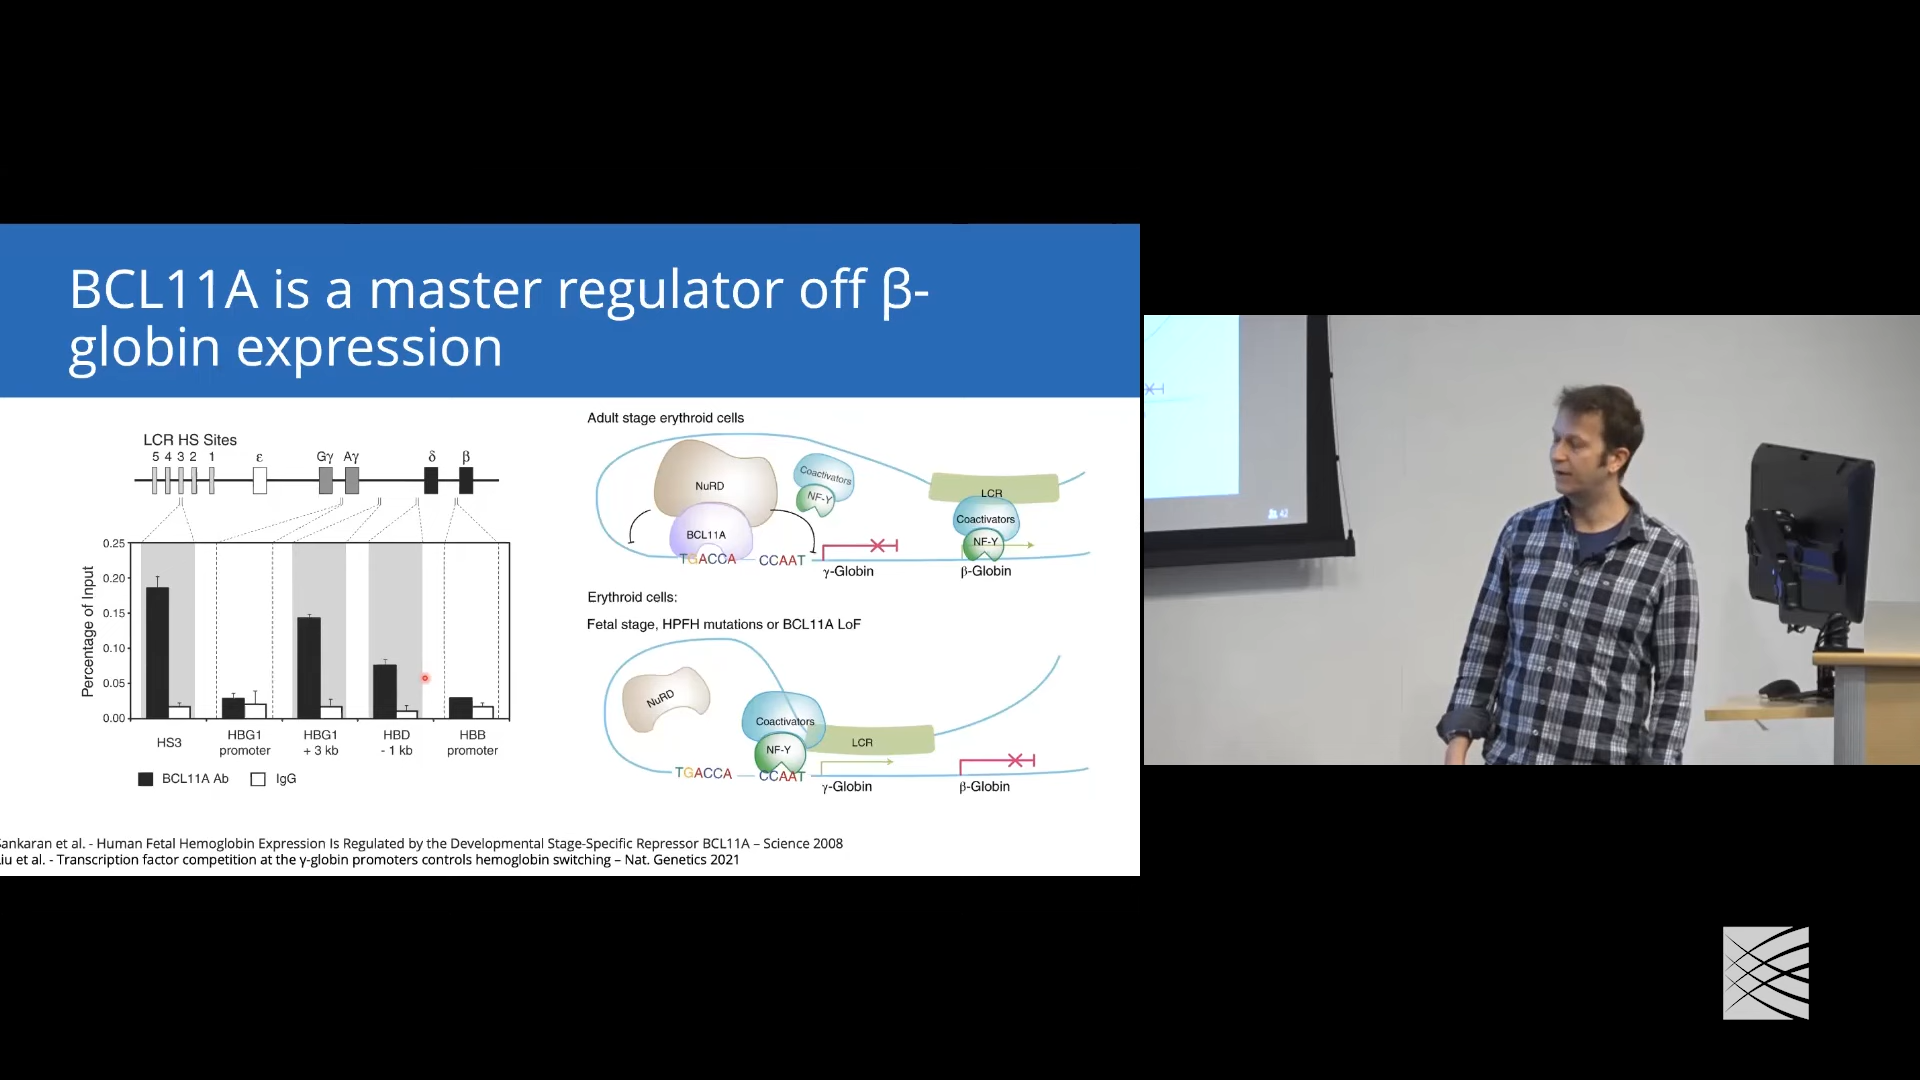 BCL11A is a master regulator off β-
globin expression
LCR HS Sites
5 4 3 2 1 ε Gγ Aγ δ β
Percentage of Input
0.25
0.20
0.15
0.10
0.05
0.00
HS3
HBG1
promoter
HBG1
+ 3 kb
HBD
- 1 kb
HBB
promoter
BCL11A Ab IgG
Adult stage erythroid cells
NuRD
Coactivators
NF-Y
LCR
Coactivators
BCL11A
NF-Y
TGACCA CCAAT
γ-Globin β-Globin
Erythroid cells:
Fetal stage, HPFH mutations or BCL11A LoF
NuRD
Coactivators
NF-Y
LCR
TGACCA CCAAT
γ-Globin β-Globin
ankaran et al. - Human Fetal Hemoglobin Expression Is Regulated by the Developmental Stage-Specific Repressor BCL11A – Science 2008
iu et al. - Transcription factor competition at the γ-globin promoters controls hemoglobin switching – Nat. Genetics 2021
42